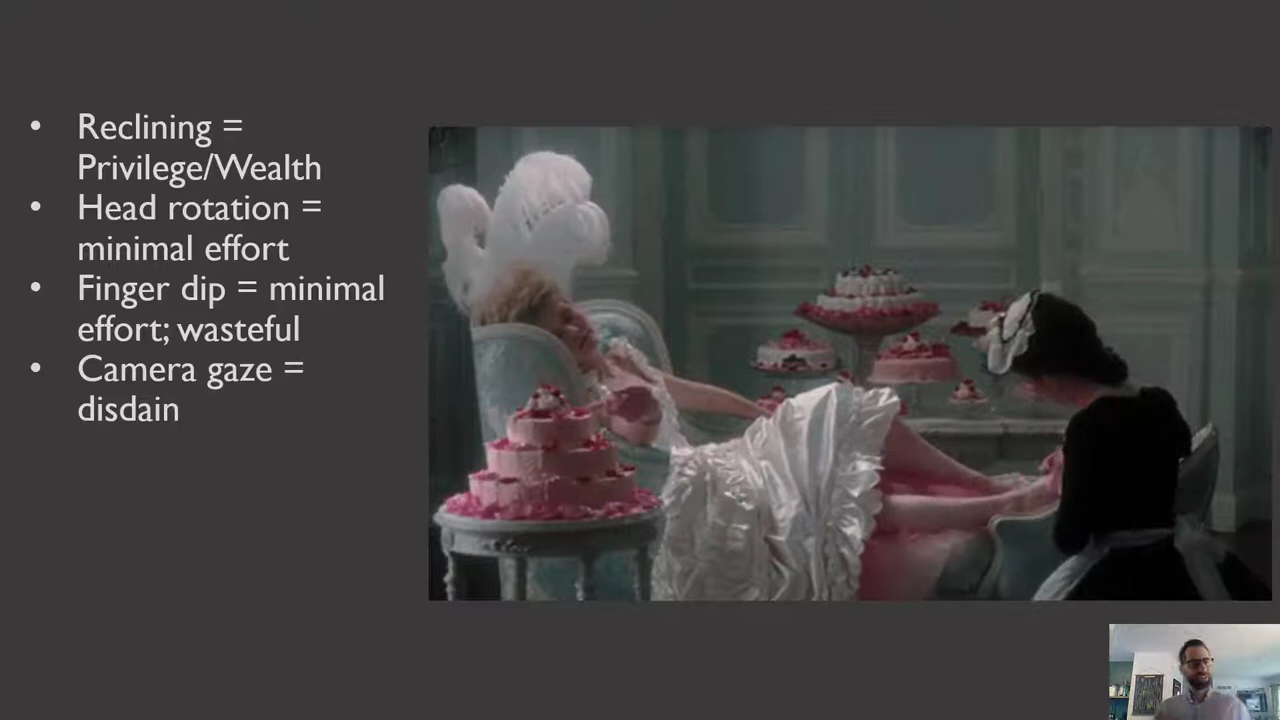 • Reclining =
Privilege/Wealth
• Head rotation =
minimal effort
• Finger dip = minimal
effort; wasteful
• Camera gaze =
disdain